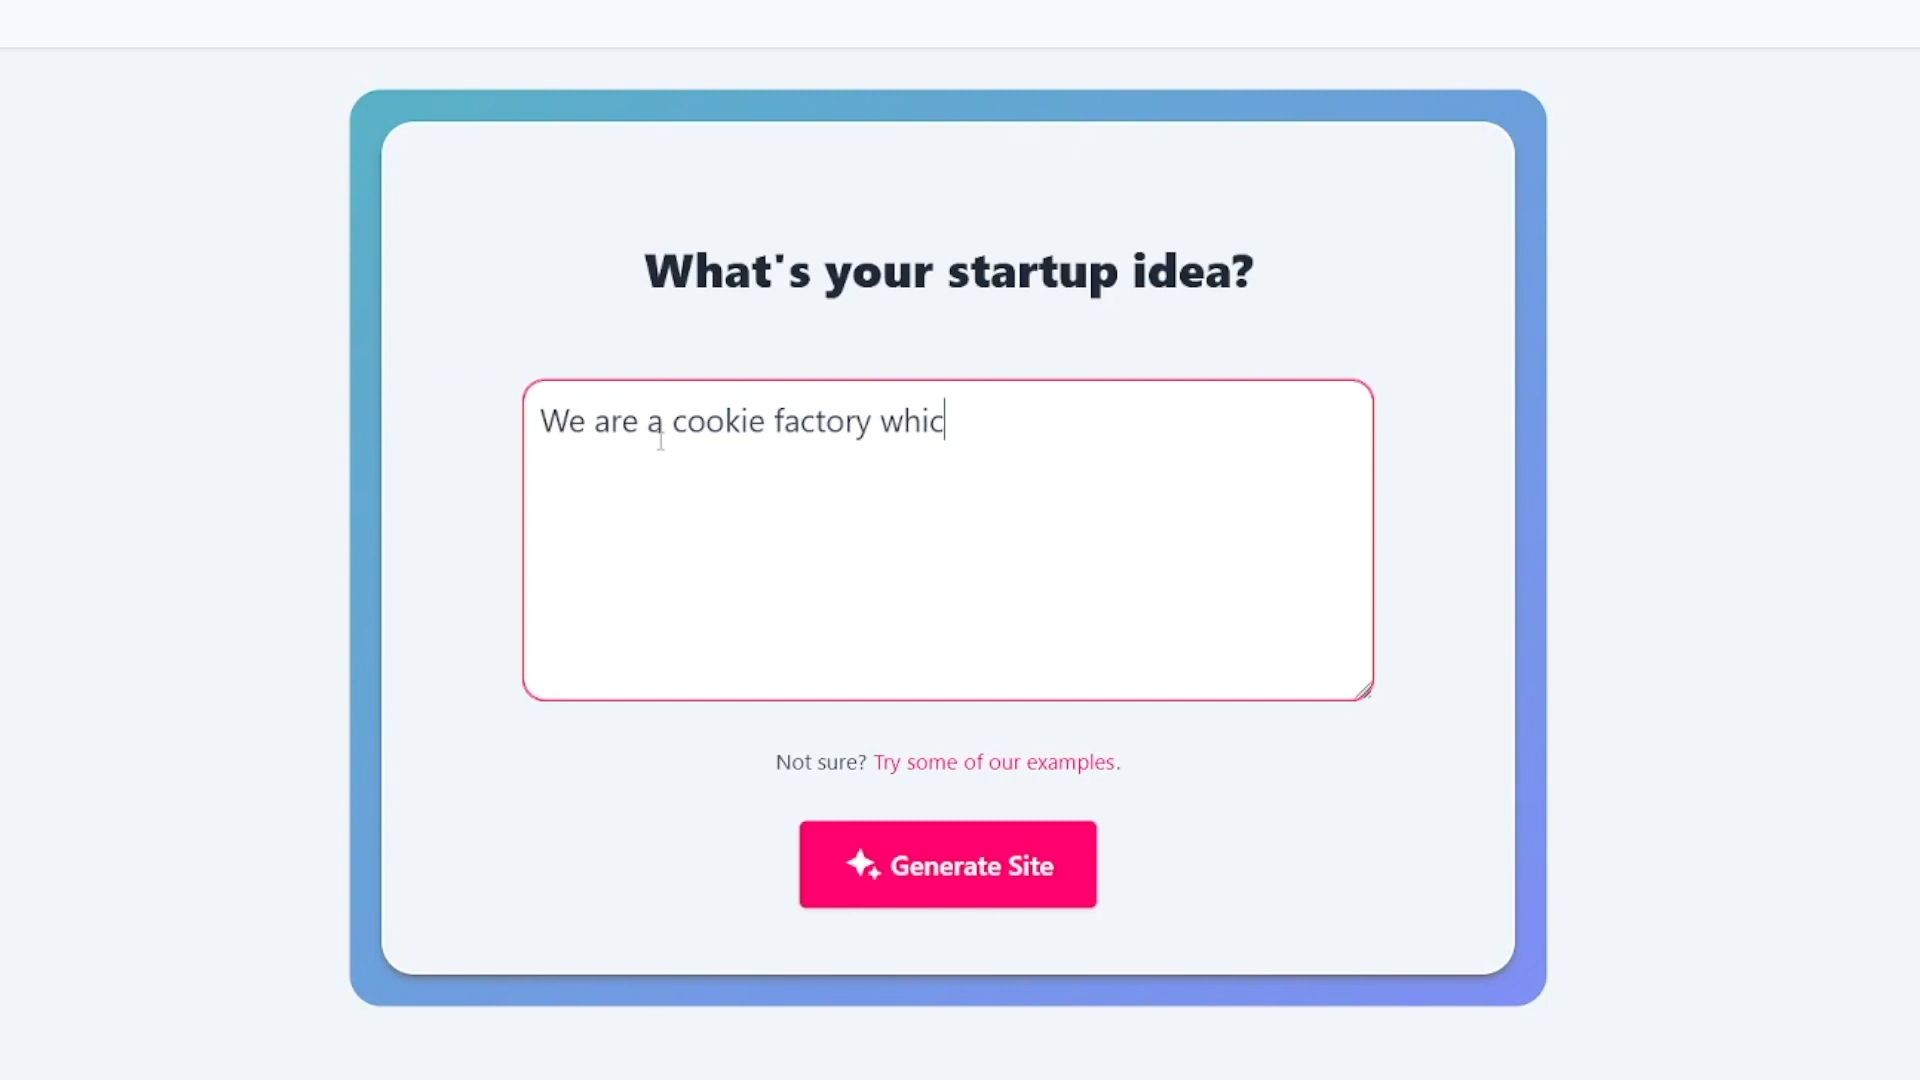 What's your startup idea?
We are a cookie factory whic
Not sure? Try some of our examples.
Generate Site